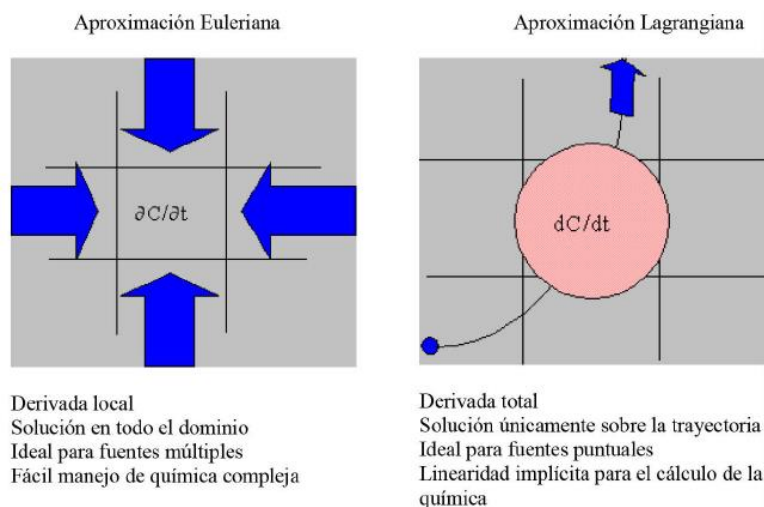 Aproximación Euleriana
∂C/∂t
Derivada local
Solución en todo el dominio
Ideal para fuentes múltiples
Fácil manejo de química compleja
Aproximación Lagrangiana
dC/dt
Derivada total
Solución únicamente sobre la trayectoria
Ideal para fuentes puntuales
Linearidad implícita para el cálculo de la
química